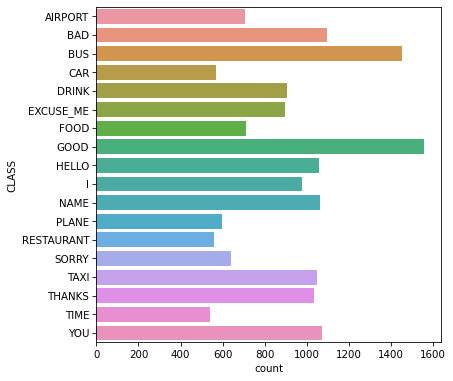 CLASS
AIRPORT
BAD
BUS
CAR
DRINK
EXCUSE_ME
FOOD
GOOD
HELLO
I
NAME
PLANE
RESTAURANT
SORRY
TAXI
THANKS
TIME
YOU
0 200 400 600 800 1000 1200 1400 1600
count